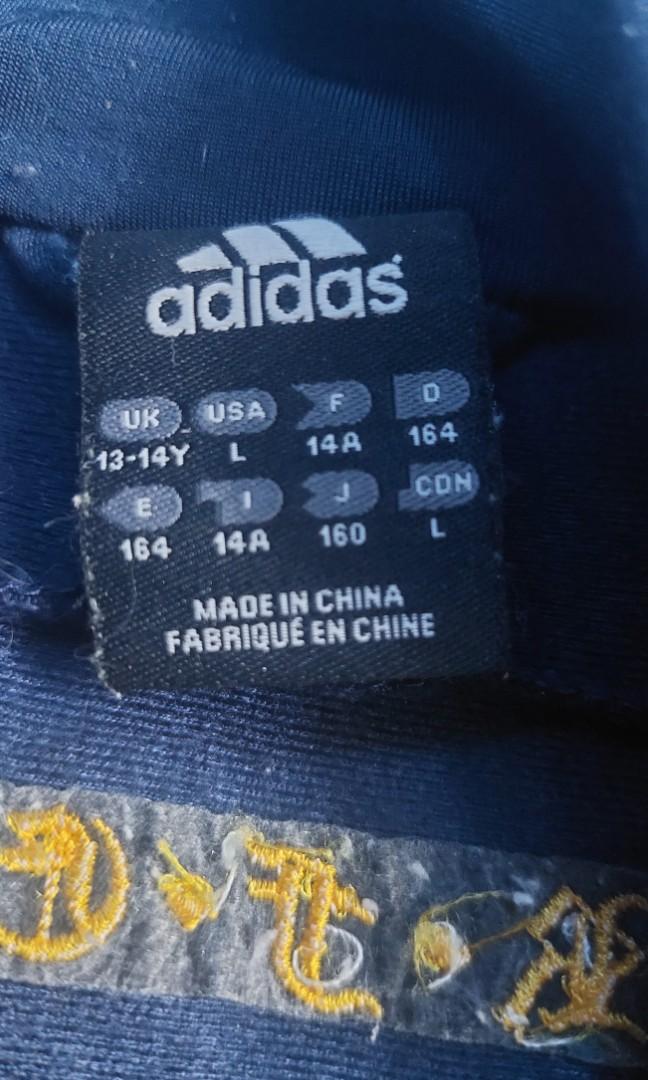 adidas
UK USA F D
13-14Y L 14A 164
E I J CDN
164 14A 160 L
MADE IN CHINA
FABRIQUÉ EN CHINE